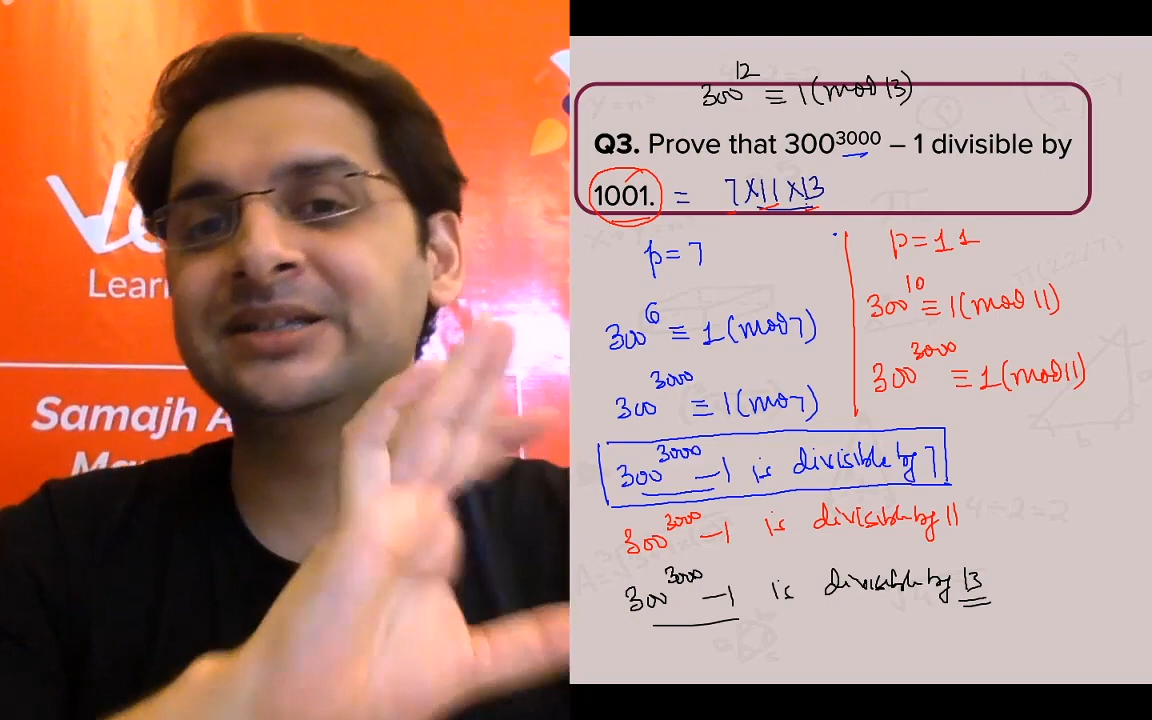 Ve
Learn
Samajh A
Ma
300^12 ≡ 1 (mod 13)
Q3. Prove that 300^3000 – 1 divisible by
1001. = 7 × 11 × 13
p = 7
300^6 ≡ 1 (mod 7)
300^3000 ≡ 1 (mo 7)
300^3000 – 1 is divisible by 7
p = 11
300^10 ≡ 1 (mod 11)
300^3000 ≡ 1 (mod 11)
300^3000 – 1 is divisible by 11
300^3000 – 1 is divisible by 13